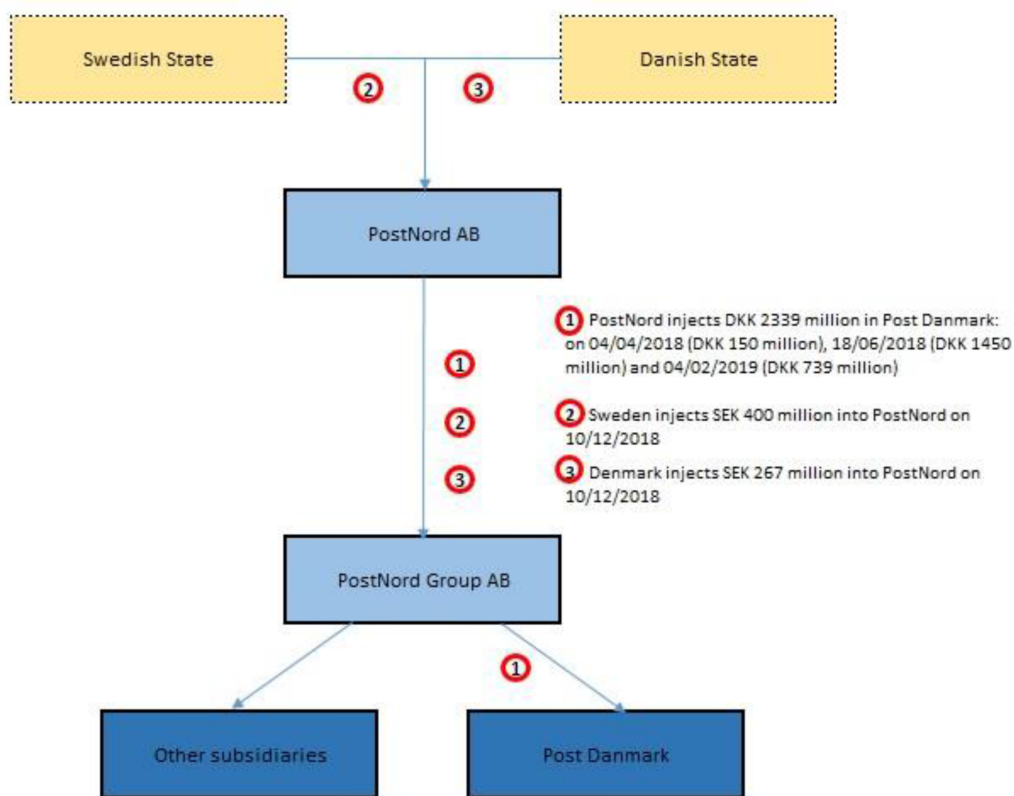 Swedish State
Danish State
2
3
PostNord AB
1 PostNord injects DKK 2339 million in Post Danmark:
on 04/04/2018 (DKK 150 million), 18/06/2018 (DKK 1450
million) and 04/02/2019 (DKK 739 million)
1
2
3
2 Sweden injects SEK 400 million into PostNord on
10/12/2018
3 Denmark injects SEK 267 million into PostNord on
10/12/2018
PostNord Group AB
1
Other subsidiaries
Post Danmark